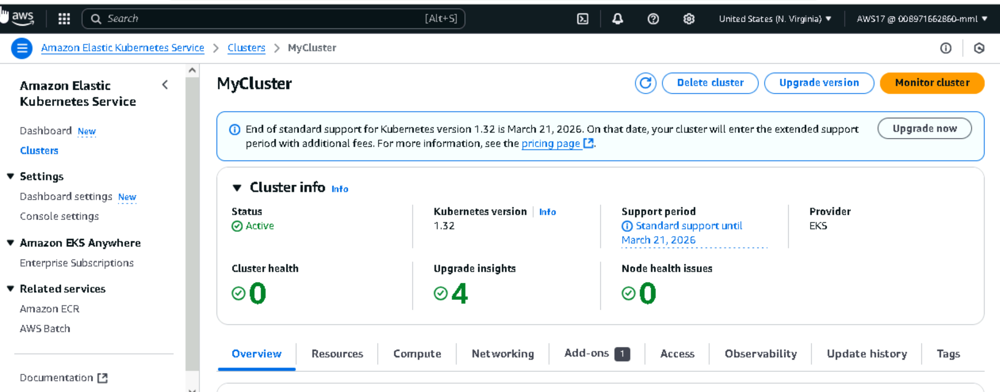 aws
Search [Alt+S]
United States (N. Virginia) ▼
AWS17 @ 008971662860-mml ▼
Amazon Elastic Kubernetes Service > Clusters > MyCluster
Amazon Elastic
Kubernetes Service
Dashboard New
Clusters
Settings
Dashboard settings New
Console settings
Amazon EKS Anywhere
Enterprise Subscriptions
Related services
Amazon ECR
AWS Batch
Documentation
MyCluster
Delete cluster
Upgrade version
Monitor cluster
End of standard support for Kubernetes version 1.32 is March 21, 2026. On that date, your cluster will enter the extended support
period with additional fees. For more information, see the pricing page.
Upgrade now
Cluster info Info
Status
Active
Kubernetes version Info
1.32
Support period
Standard support until
March 21, 2026
Provider
EKS
Cluster health
0
Upgrade insights
4
Node health issues
0
Overview Resources Compute Networking Add-ons 1 Access Observability Update history Tags